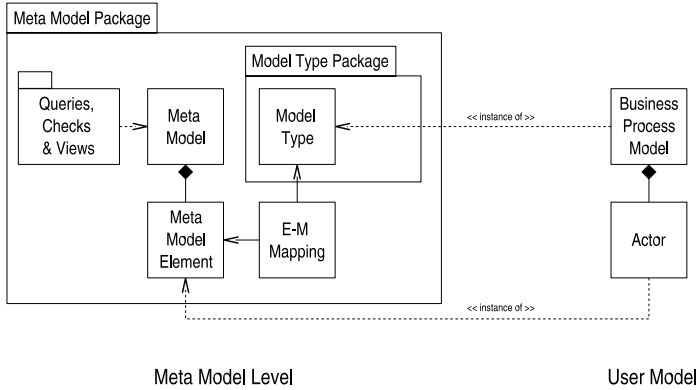 Meta Model Package
Model Type Package
Queries,
Checks
& Views
Meta
Model
Model
Type
<< instance of >>
Business
Process
Model
Meta
Model
Element
E-M
Mapping
Actor
<< instance of >>
Meta Model Level
User Model